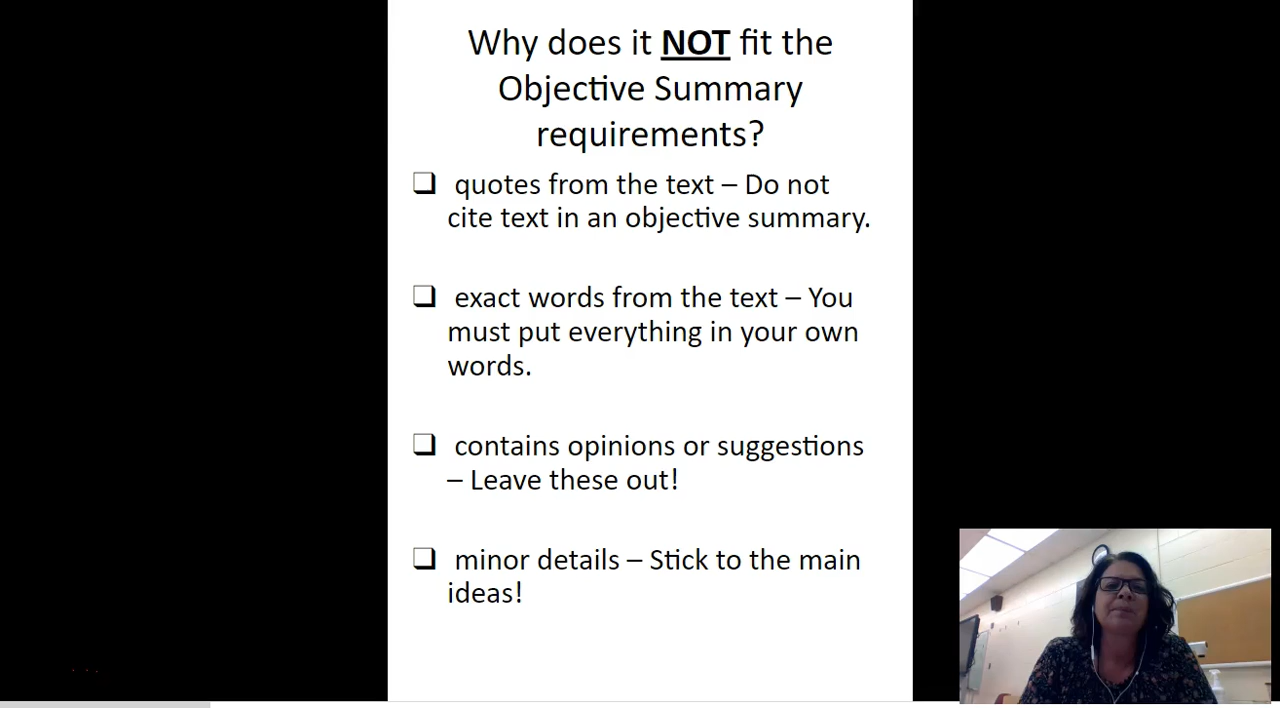 Why does it NOT fit the
Objective Summary
requirements?
❑ quotes from the text – Do not
cite text in an objective summary.
❑ exact words from the text – You
must put everything in your own
words.
❑ contains opinions or suggestions
– Leave these out!
❑ minor details – Stick to the main
ideas!